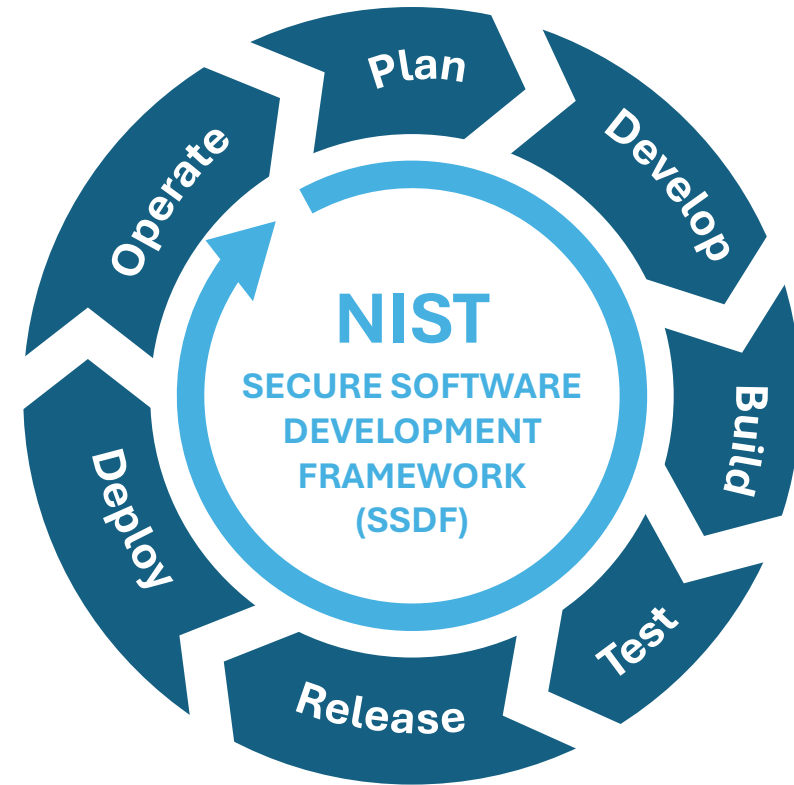 Plan
Develop
Build
Test
Release
Deploy
Operate
NIST
SECURE SOFTWARE
DEVELOPMENT
FRAMEWORK
(SSDF)